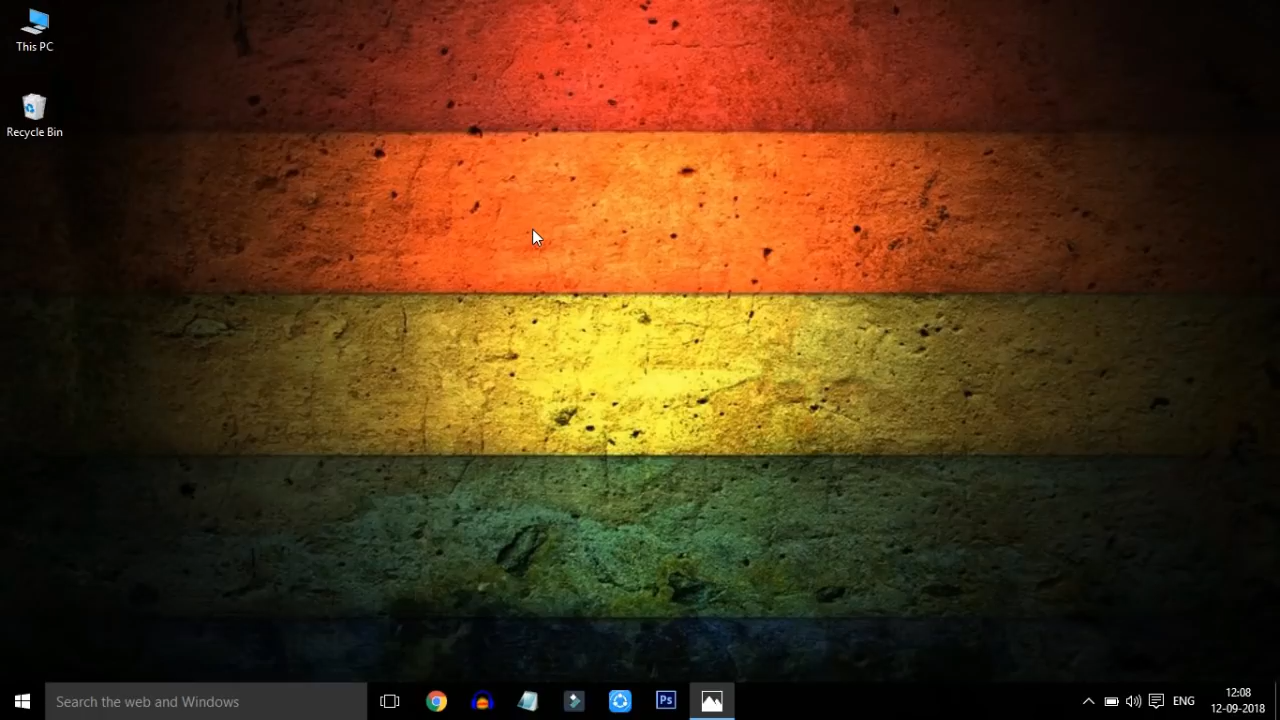 This PC
Recycle Bin
Search the web and Windows
Ps
ENG
12:08
12-09-2018